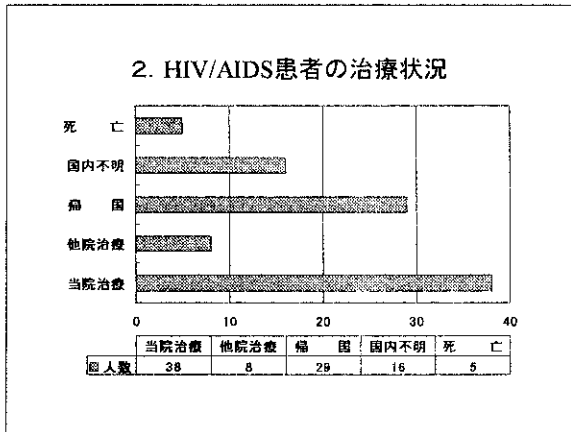 2. HIV/AIDS患者の治療状況
死 亡
国内不明
帰 国
他院治療
当院治療
0 10 20 30 40
当院治療 他院治療 帰 国 国内不明 死 亡
人数 38 8 29 16 5